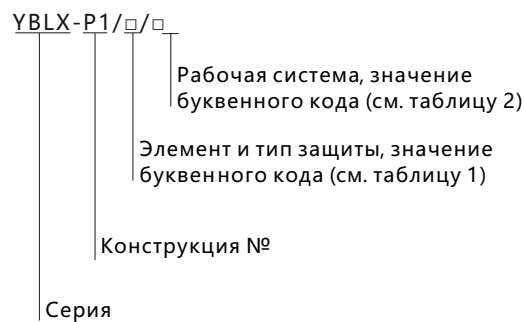 YBLX-P1/□/□
Рабочая система, значение
буквенного кода (см. таблицу 2)
Элемент и тип защиты, значение
буквенного кода (см. таблицу 1)
Конструкция №
Серия